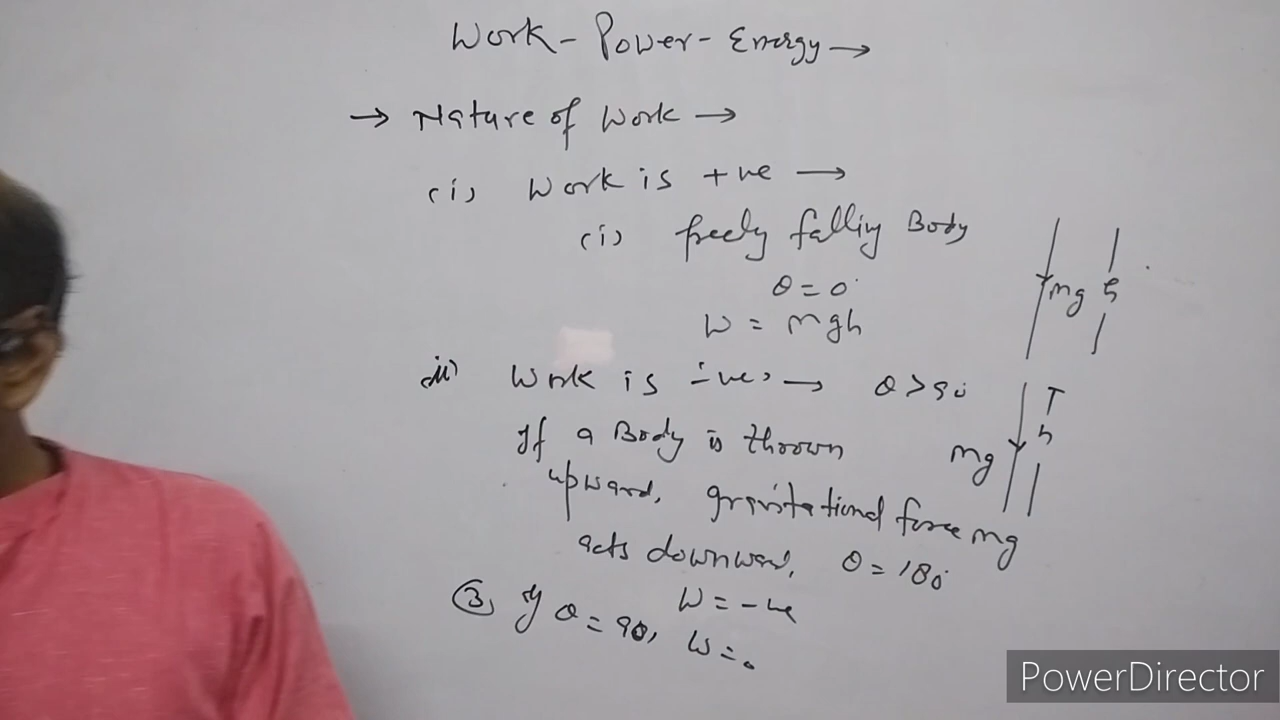 Work - Power - Energy →
→ Nature of Work →
(i) Work is +ve →
(i) freely falling Body
θ = 0°
W = mgh
mg h
ii) Work is -ve → θ > 90°
If a Body is thrown
upward, gravitational force mg
acts downward, θ = 180°
mg h
W = -ve
(3) If θ = 90°, W = 0
PowerDirector